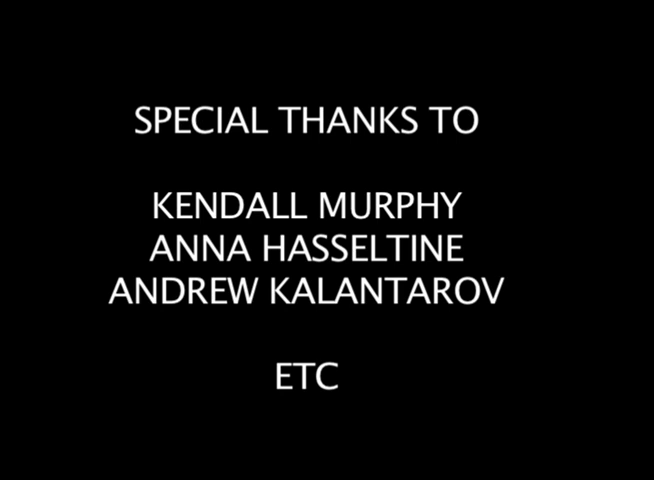 SPECIAL THANKS TO
KENDALL MURPHY
ANNA HASSELTINE
ANDREW KALANTAROV
ETC